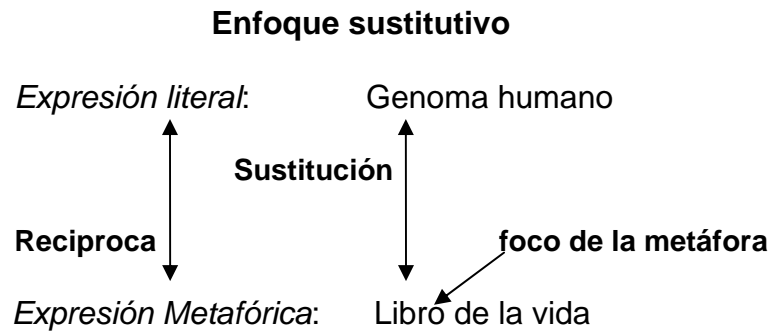 Enfoque sustitutivo
Expresión literal: Genoma humano
Sustitución
Reciproca foco de la metáfora
Expresión Metafórica: Libro de la vida